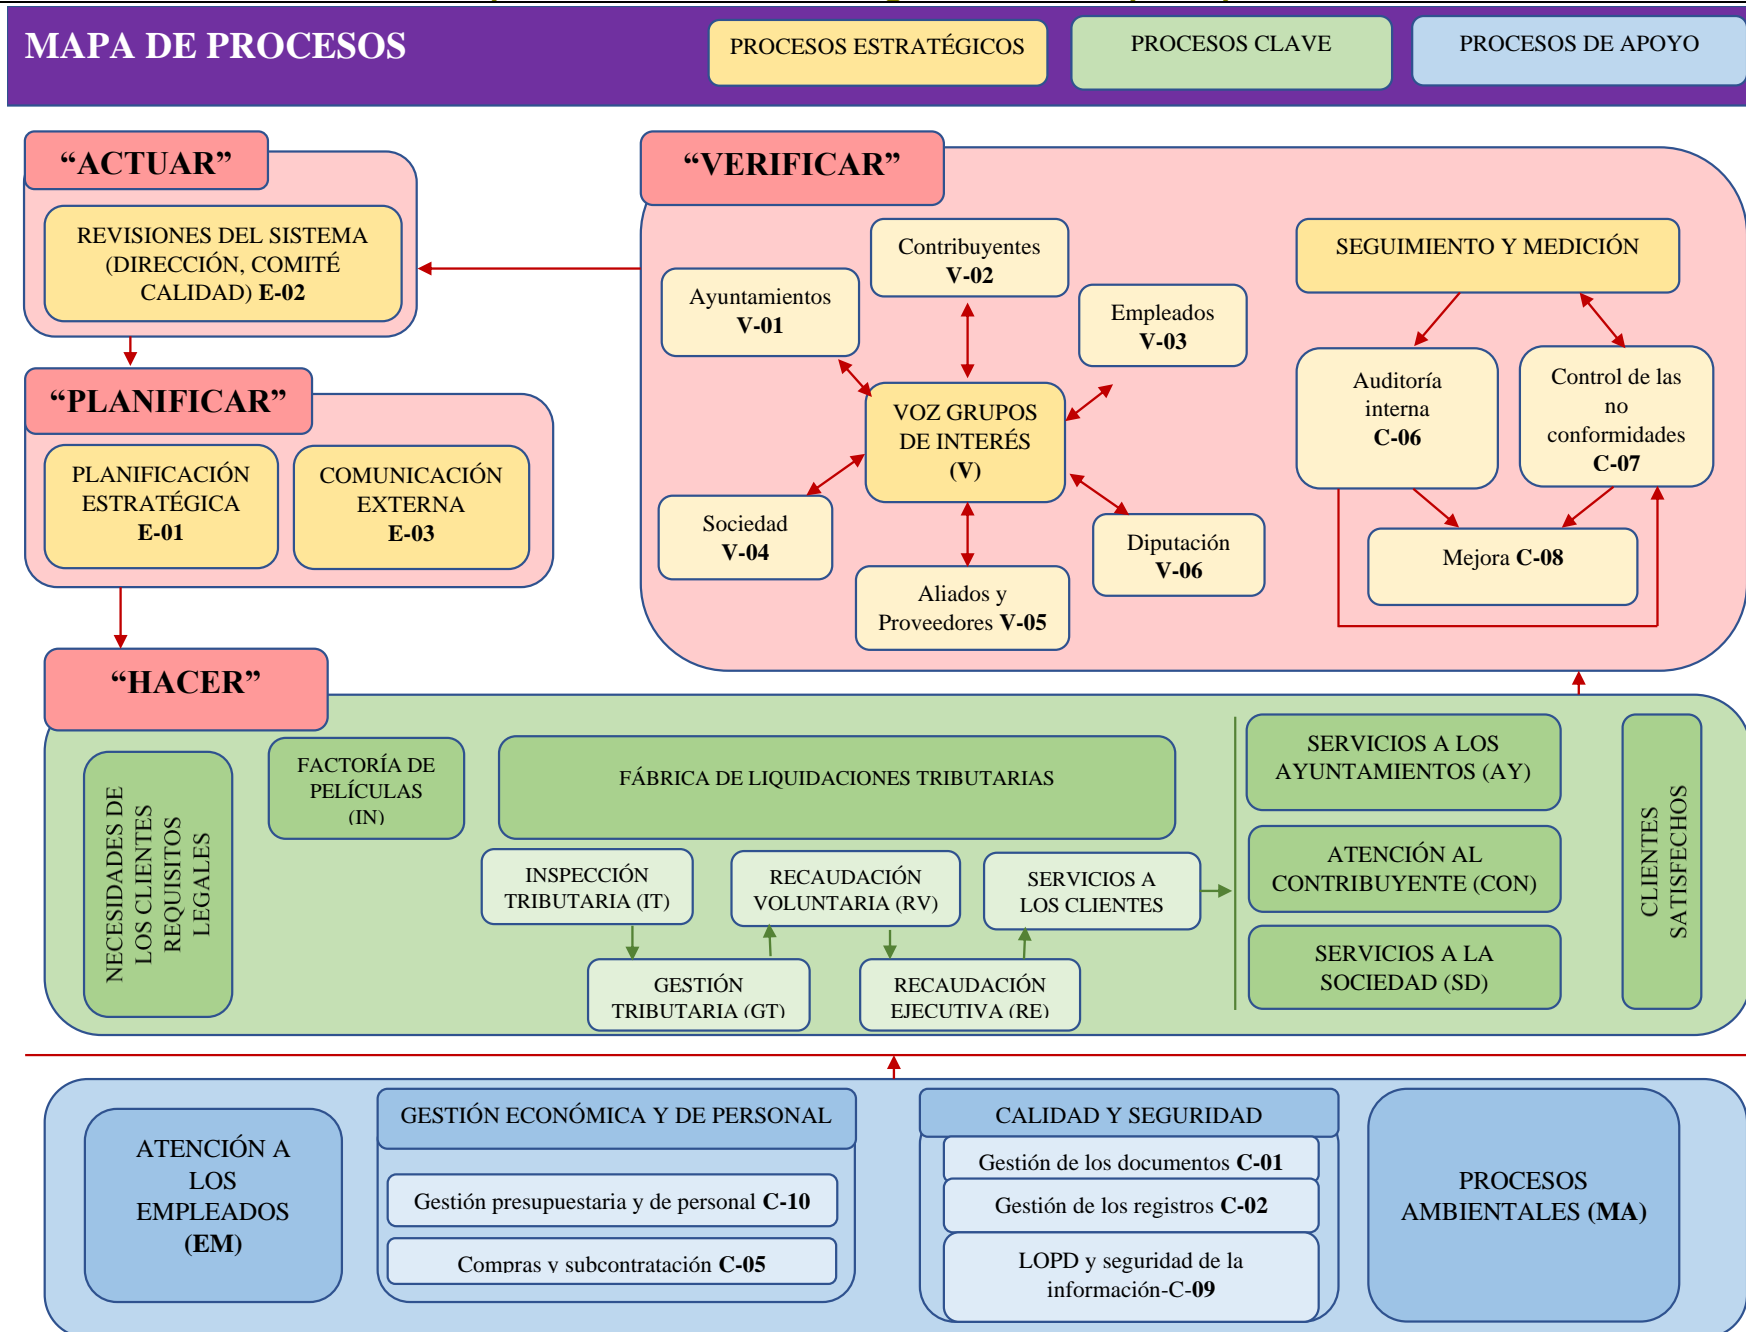 MAPA DE PROCESOS
PROCESOS ESTRATÉGICOS
PROCESOS CLAVE
PROCESOS DE APOYO
“ACTUAR”
REVISIONES DEL SISTEMA
(DIRECCIÓN, COMITÉ
CALIDAD) E-02
“PLANIFICAR”
PLANIFICACIÓN
ESTRATÉGICA
E-01
COMUNICACIÓN
EXTERNA
E-03
“VERIFICAR”
Contribuyentes
V-02
Ayuntamientos
V-01
Empleados
V-03
VOZ GRUPOS
DE INTERÉS
(V)
Sociedad
V-04
Diputación
V-06
Aliados y
Proveedores V-05
SEGUIMIENTO Y MEDICIÓN
Auditoría
interna
C-06
Control de las
no
conformidades
C-07
Mejora C-08
“HACER”
NECESIDADES DE
LOS CLIENTES
REQUISITOS
LEGALES
FACTORÍA DE
PELÍCULAS
(IN)
FÁBRICA DE LIQUIDACIONES TRIBUTARIAS
INSPECCIÓN
TRIBUTARIA (IT)
RECAUDACIÓN
VOLUNTARIA (RV)
SERVICIOS A
LOS CLIENTES
GESTIÓN
TRIBUTARIA (GT)
RECAUDACIÓN
EJECUTIVA (RE)
SERVICIOS A LOS
AYUNTAMIENTOS (AY)
ATENCIÓN AL
CONTRIBUYENTE (CON)
SERVICIOS A LA
SOCIEDAD (SD)
CLIENTES
SATISFECHOS
ATENCIÓN A
LOS
EMPLEADOS
(EM)
GESTIÓN ECONÓMICA Y DE PERSONAL
Gestión presupuestaria y de personal C-10
Compras y subcontratación C-05
CALIDAD Y SEGURIDAD
Gestión de los documentos C-01
Gestión de los registros C-02
LOPD y seguridad de la
información-C-09
PROCESOS
AMBIENTALES (MA)